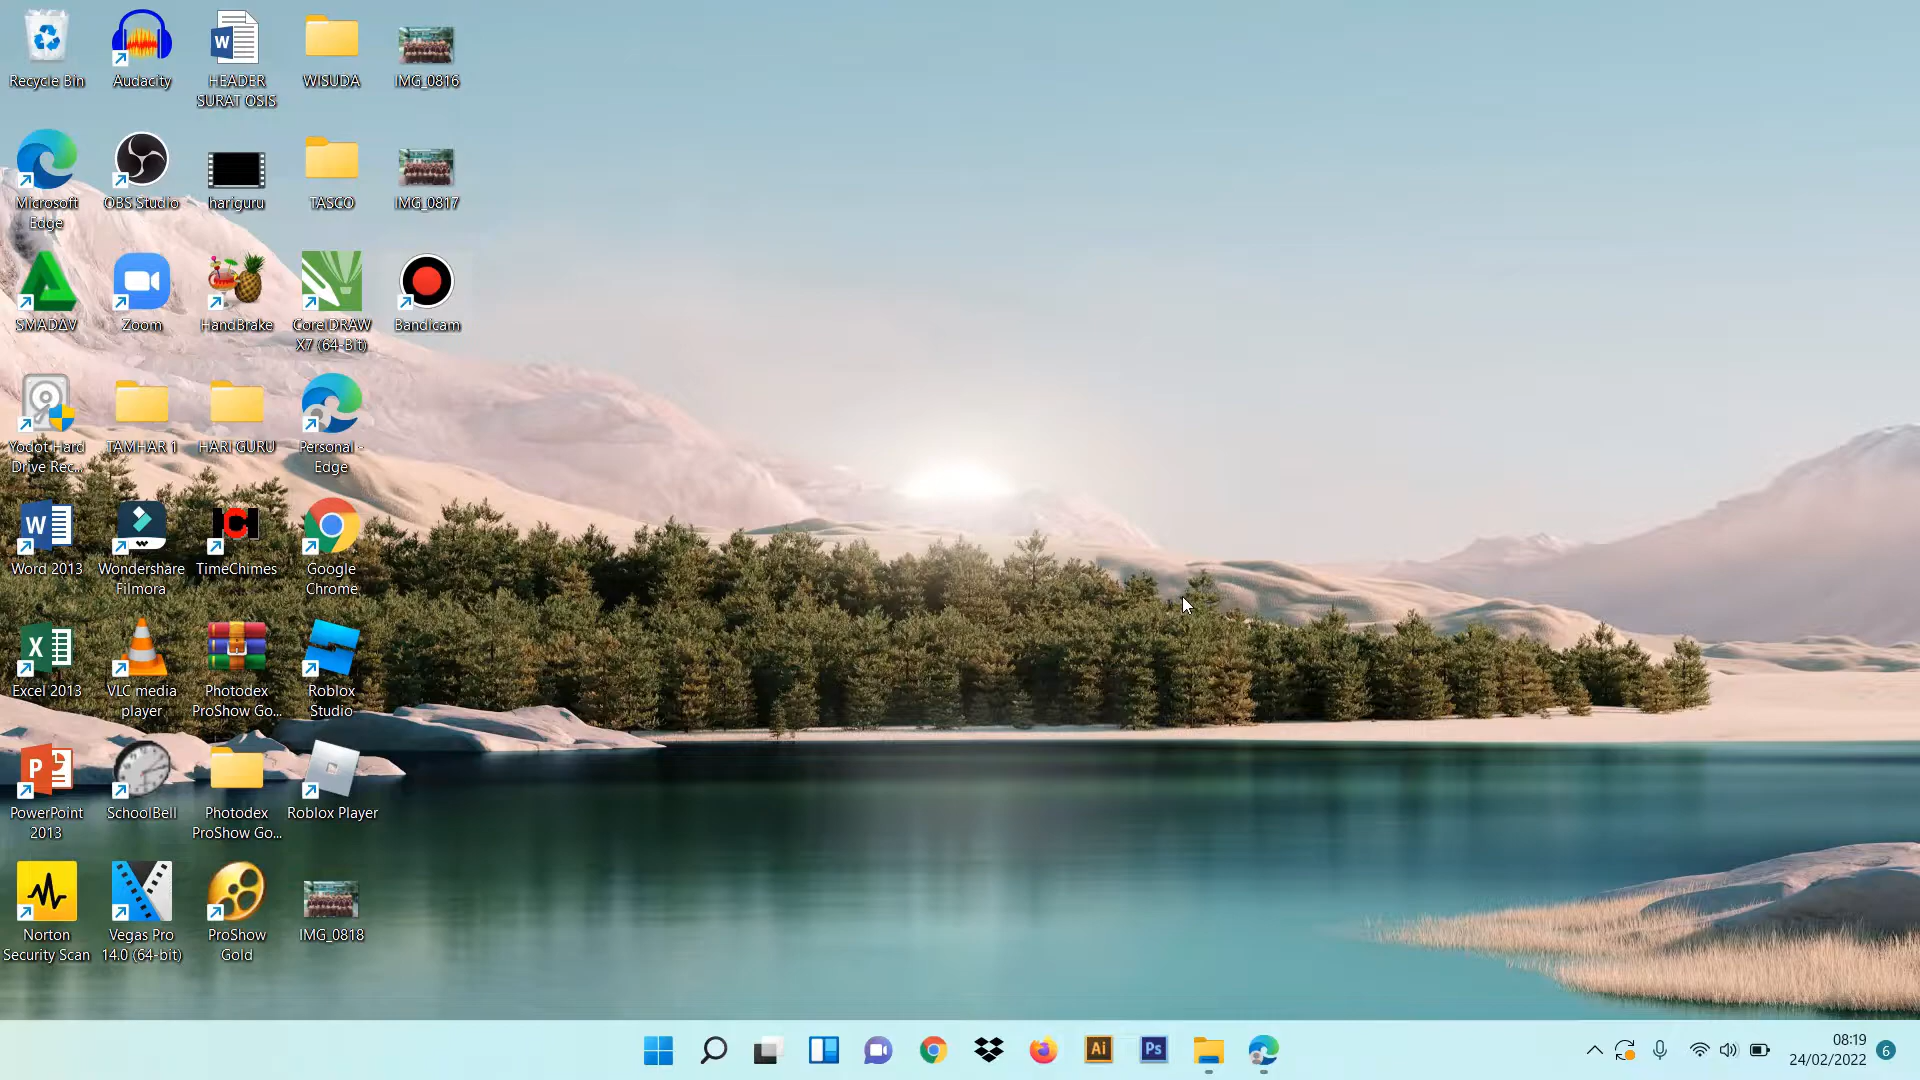 Recycle Bin
Audacity
HEADER
SURAT OSIS
WISUDA
IMG_0816
Microsoft
Edge
OBS Studio
hariguru
TASCO
IMG_0817
SMADAV
Zoom
HandBrake
CorelDRAW
X7 (64-Bit)
Bandicam
Yodot Hard
Drive Rec...
TAMHAR 1
HARI GURU
Personal -
Edge
Word 2013
Wondershare
Filmora
TimeChimes
Google
Chrome
Excel 2013
VLC media
player
Photodex
ProShow Go...
Roblox
Studio
PowerPoint
2013
SchoolBell
Photodex
ProShow Go...
Roblox Player
Norton
Security Scan
Vegas Pro
14.0 (64-bit)
ProShow
Gold
IMG_0818
Ai
Ps
08:19
24/02/2022
6